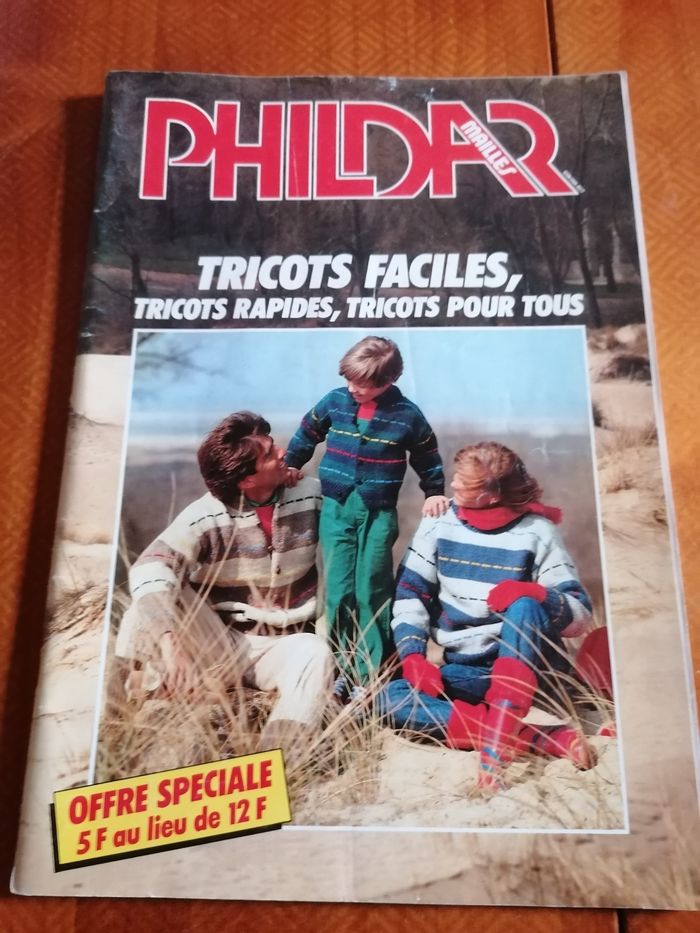 PHILDAR
MAILLES
TRICOTS FACILES,
TRICOTS RAPIDES, TRICOTS POUR TOUS
OFFRE SPECIALE
5 F au lieu de 12 F